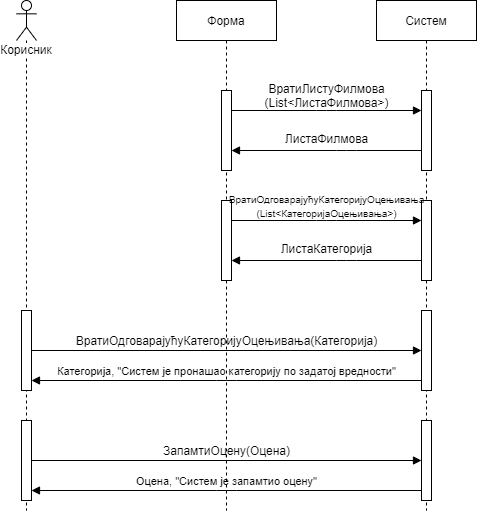 Форма
Систем
Корисник
ВратиЛистуФилмова
(List<ЛистаФилмова>)
ЛистаФилмова
ВратиОдговарајућуКатегоријуОцењивања
(List<КатегоријаОцењивања>)
ЛистаКатегорија
ВратиОдговарајућуКатегоријуОцењивања(Категорија)
Категорија, "Систем је пронашао категорију по задатој вредности"
ЗапамтиОцену(Оцена)
Оцена, "Систем је запамтио оцену"